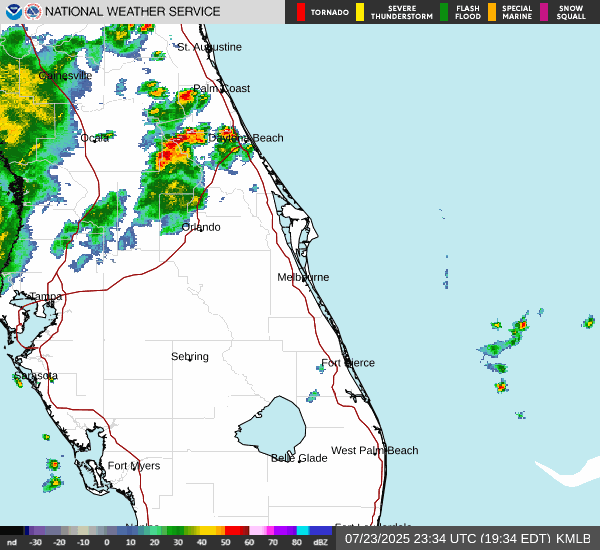 NATIONAL WEATHER SERVICE
TORNADO
SEVERE THUNDERSTORM
FLASH FLOOD
SPECIAL MARINE
SNOW SQUALL
St. Augustine
Gainesville
Palm Coast
Ocala
Daytona Beach
Orlando
Melbourne
Tampa
Sebring
Fort Pierce
Sarasota
West Palm Beach
Belle Glade
Fort Myers
nd -30 -20 -10 0 10 20 30 40 50 60 70 80 dBZ
07/23/2025 23:34 UTC (19:34 EDT) KMLB